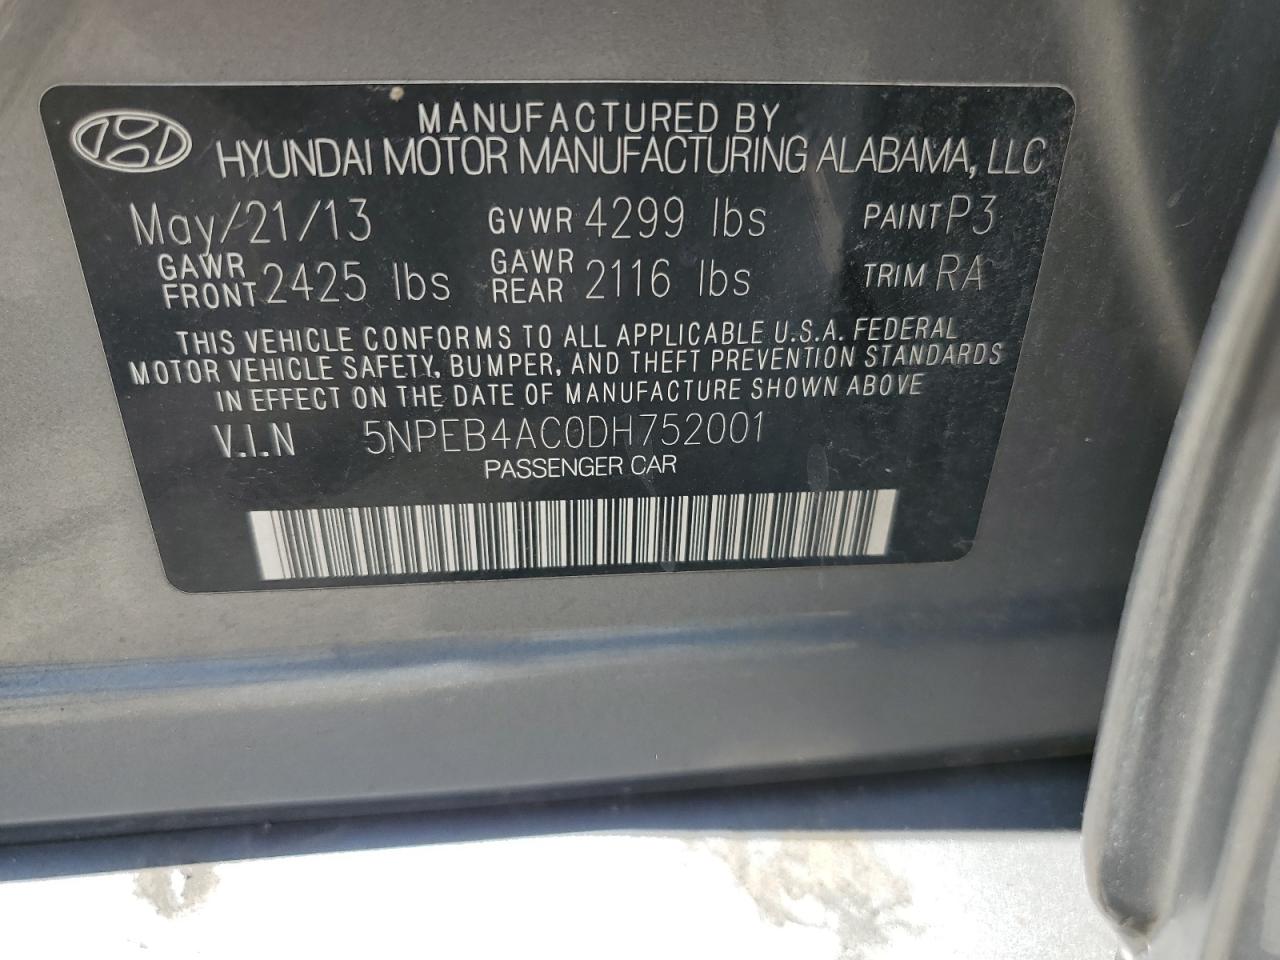 MANUFACTURED BY
HYUNDAI MOTOR MANUFACTURING ALABAMA, LLC
May/21/13 GVWR 4299 lbs PAINT P3
GAWR FRONT 2425 lbs GAWR REAR 2116 lbs TRIM RA
THIS VEHICLE CONFORMS TO ALL APPLICABLE U.S.A. FEDERAL
MOTOR VEHICLE SAFETY, BUMPER, AND THEFT PREVENTION STANDARDS
IN EFFECT ON THE DATE OF MANUFACTURE SHOWN ABOVE
V.I.N 5NPEB4AC0DH752001
PASSENGER CAR